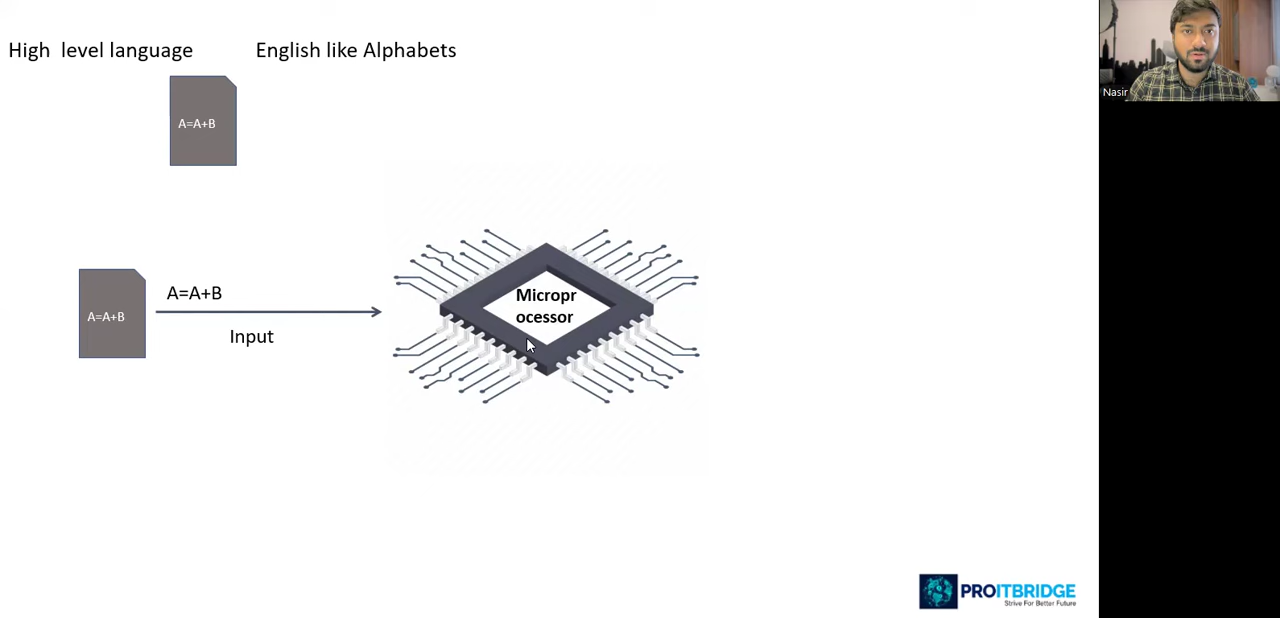 High  level language
English like Alphabets
A=A+B
A=A+B
A=A+B
Input
Micropr
ocessor
Nasir
PROITBRIDGE
Strive For Better Future